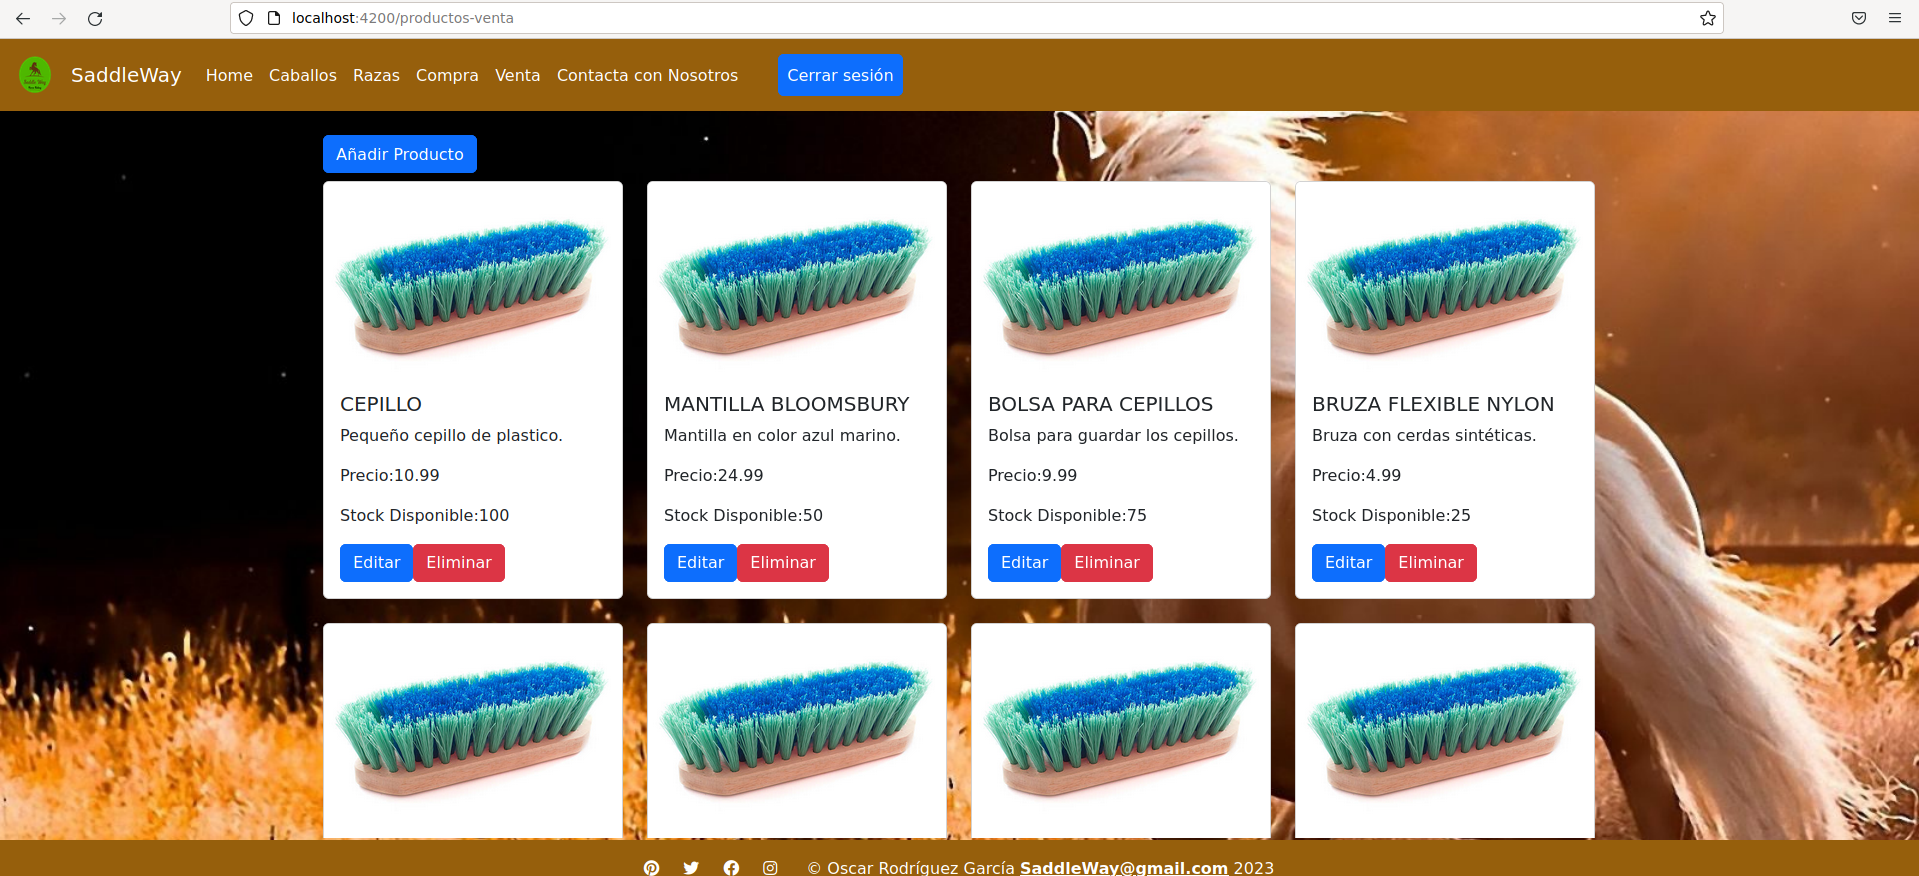 localhost:4200/productos-venta
SaddleWay Home Caballos Razas Compra Venta Contacta con Nosotros Cerrar sesión
Añadir Producto
CEPILLO
Pequeño cepillo de plastico.
Precio:10.99
Stock Disponible:100
Editar Eliminar
MANTILLA BLOOMSBURY
Mantilla en color azul marino.
Precio:24.99
Stock Disponible:50
Editar Eliminar
BOLSA PARA CEPILLOS
Bolsa para guardar los cepillos.
Precio:9.99
Stock Disponible:75
Editar Eliminar
BRUZA FLEXIBLE NYLON
Bruza con cerdas sintéticas.
Precio:4.99
Stock Disponible:25
Editar Eliminar
© Oscar Rodríguez García SaddleWay@gmail.com 2023